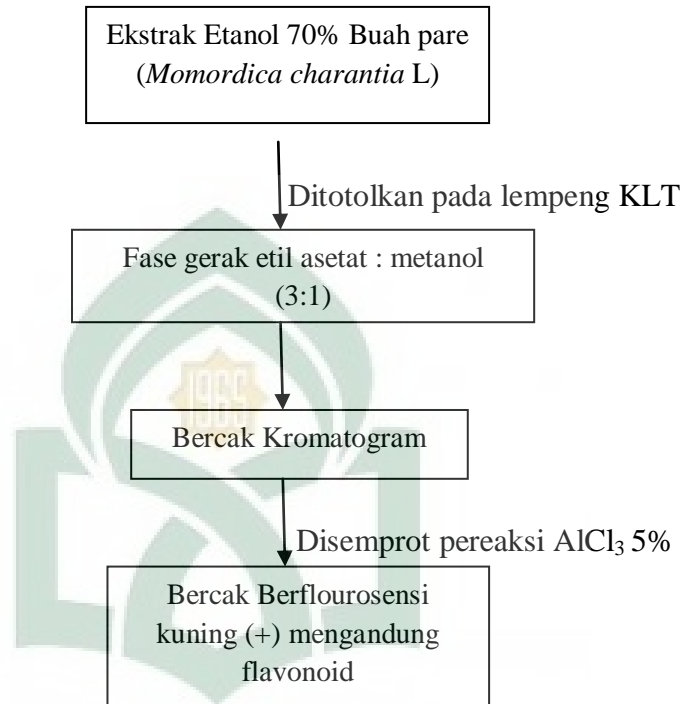 Ekstrak Etanol 70% Buah pare
(Momordica charantia L)
Ditotolkan pada lempeng KLT
Fase gerak etil asetat : metanol
(3:1)
1965
Bercak Kromatogram
Disemprot pereaksi AlCl₃ 5%
Bercak Berflourosensi
kuning (+) mengandung
flavonoid